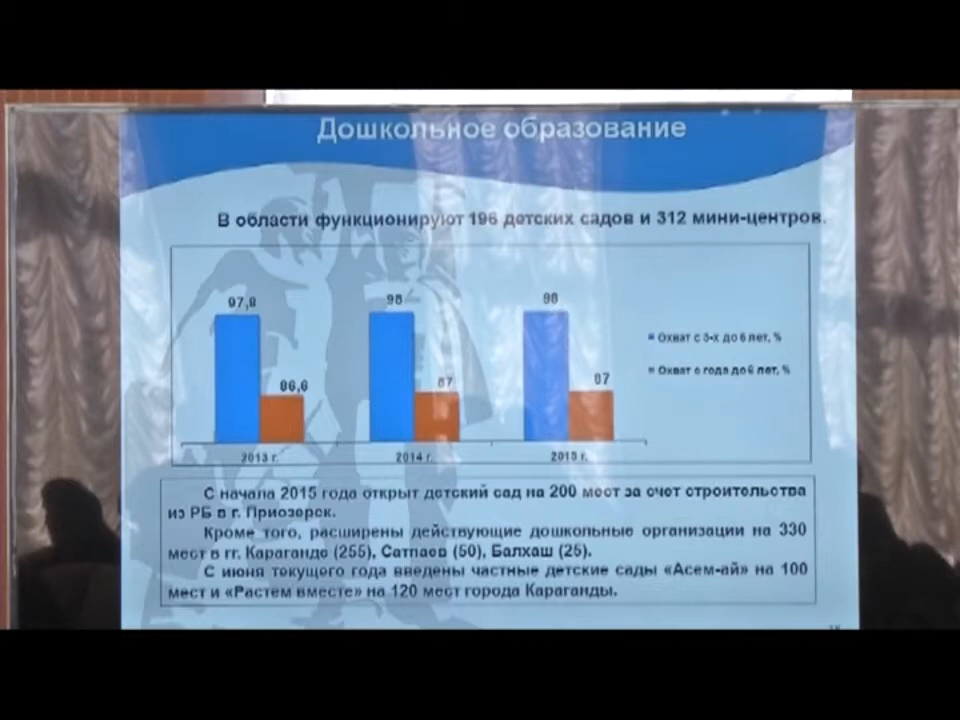 Дошкольное образование
В области функционируют 196 детских садов и 312 мини-центров.
97,8
98
98
86,6
87
87
Охват с 3-х до 6 лет, %
Охват с года до 6 лет, %
2013 г.
2014 г.
2015 г.
С начала 2015 года открыт детский сад на 200 мест за счет строительства
из РБ в г. Приозерск.
Кроме того, расширены действующие дошкольные организации на 330
мест в гг. Караганде (255), Сатпаев (50), Балхаш (25).
С июня текущего года введены частные детские сады «Асем-ай» на 100
мест и «Растем вместе» на 120 мест города Караганды.